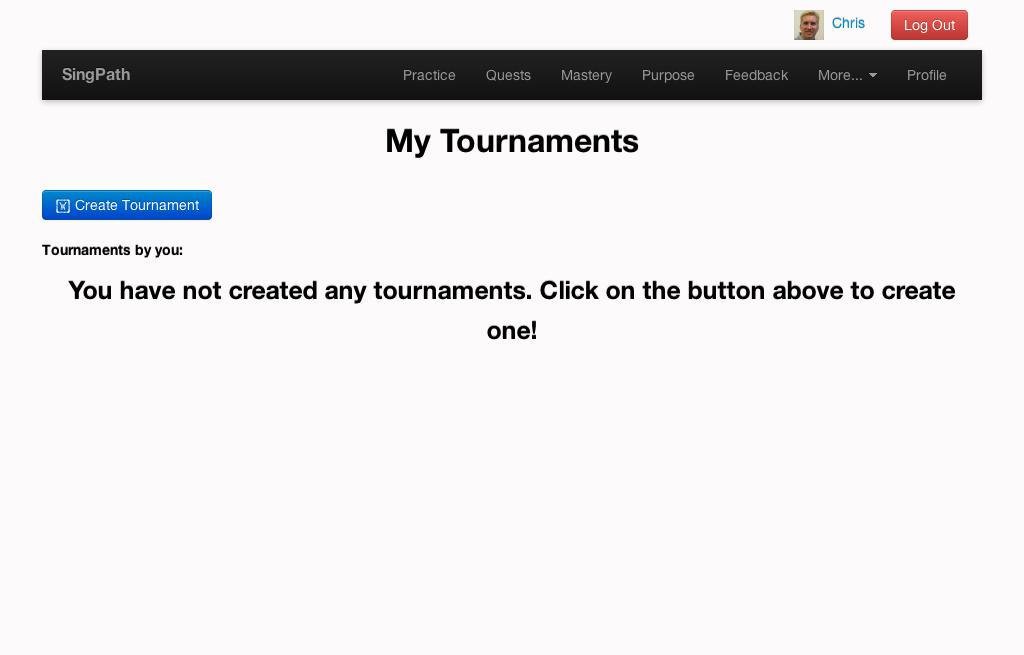 Chris
Log Out
SingPath
Practice
Quests
Mastery
Purpose
Feedback
More...
Profile
My Tournaments
Create Tournament
Tournaments by you:
You have not created any tournaments. Click on the button above to create
one!